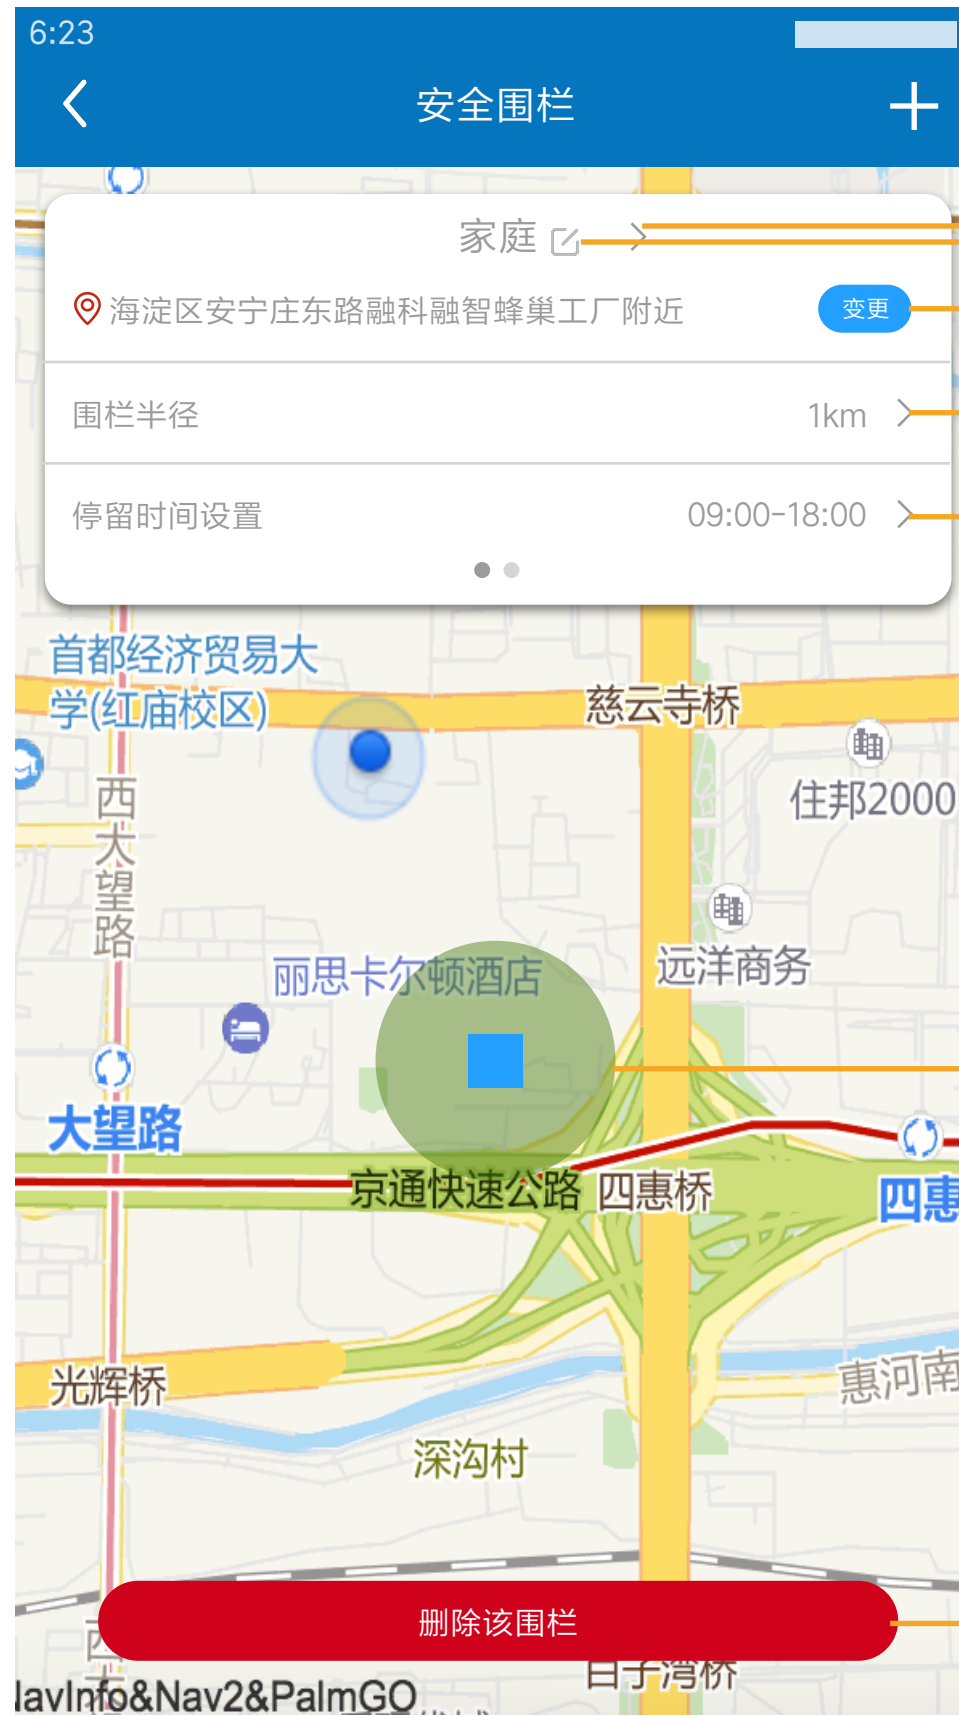 6:23
安全围栏
家庭
海淀区安宁庄东路融科融智蜂巢工厂附近
变更
围栏半径
1km
停留时间设置
09:00-18:00
首都经济贸易大
学(红庙校区)
慈云寺桥
住邦2000
西大望路
远洋商务
丽思卡尔顿酒店
大望路
京通快速公路
四惠桥
四惠
光辉桥
惠河南
深沟村
删除该围栏
百子湾桥
NavInfo&Nav2&PalmGO